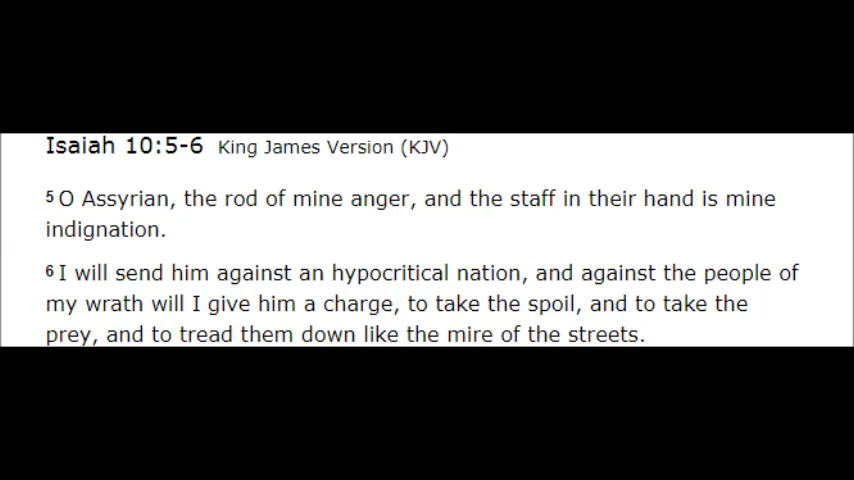 Isaiah 10:5-6 King James Version (KJV)
5 O Assyrian, the rod of mine anger, and the staff in their hand is mine
indignation.
6 I will send him against an hypocritical nation, and against the people of
my wrath will I give him a charge, to take the spoil, and to take the
prey, and to tread them down like the mire of the streets.